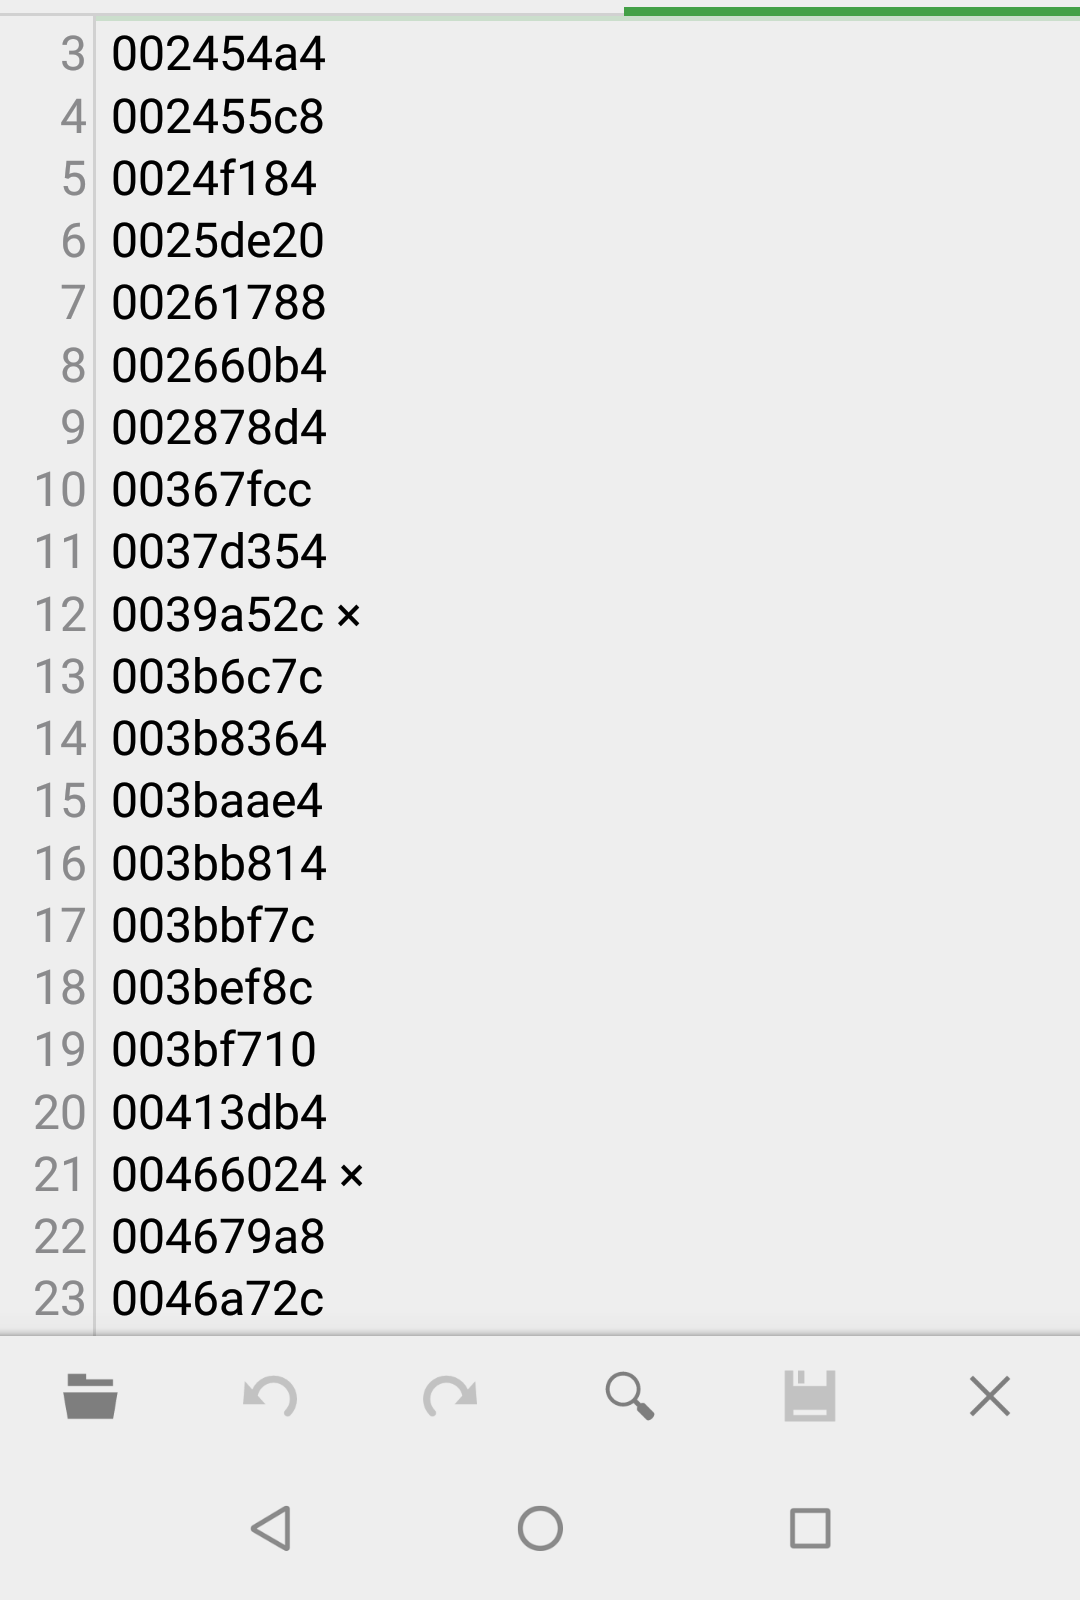 3 002454a4
4 002455c8
5 0024f184
6 0025de20
7 00261788
8 002660b4
9 002878d4
10 00367fcc
11 0037d354
12 0039a52c ×
13 003b6c7c
14 003b8364
15 003baae4
16 003bb814
17 003bbf7c
18 003bef8c
19 003bf710
20 00413db4
21 00466024 ×
22 004679a8
23 0046a72c